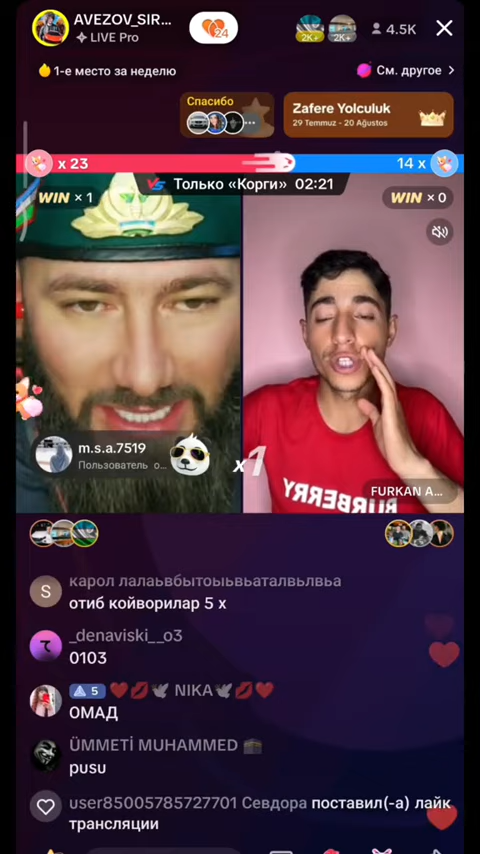 AVEZOV_SIR...
LIVE Pro
24
2K+
2K+
4.5K
1-е место за неделю
См. другое
Спасибо
Zafere Yolculuk
29 Temmuz - 20 Ağustos
x 23
14 x
VS Только «Корги» 02:21
WIN × 1
WIN × 0
m.s.a.7519
Пользователь о...
x1
BURBERRY
FURKAN A...
S
карол лалаьвбытоыьвьаталвьлвьа
отиб койворилар 5 х
_denaviski__o3
0103
5 ❤️💋🕊️ NIKA🕊️💋❤️
ОМАД
ÜMMETİ MUHAMMED 🕋
pusu
user85005785727701 Севдора поставил(-а) лайк
трансляции